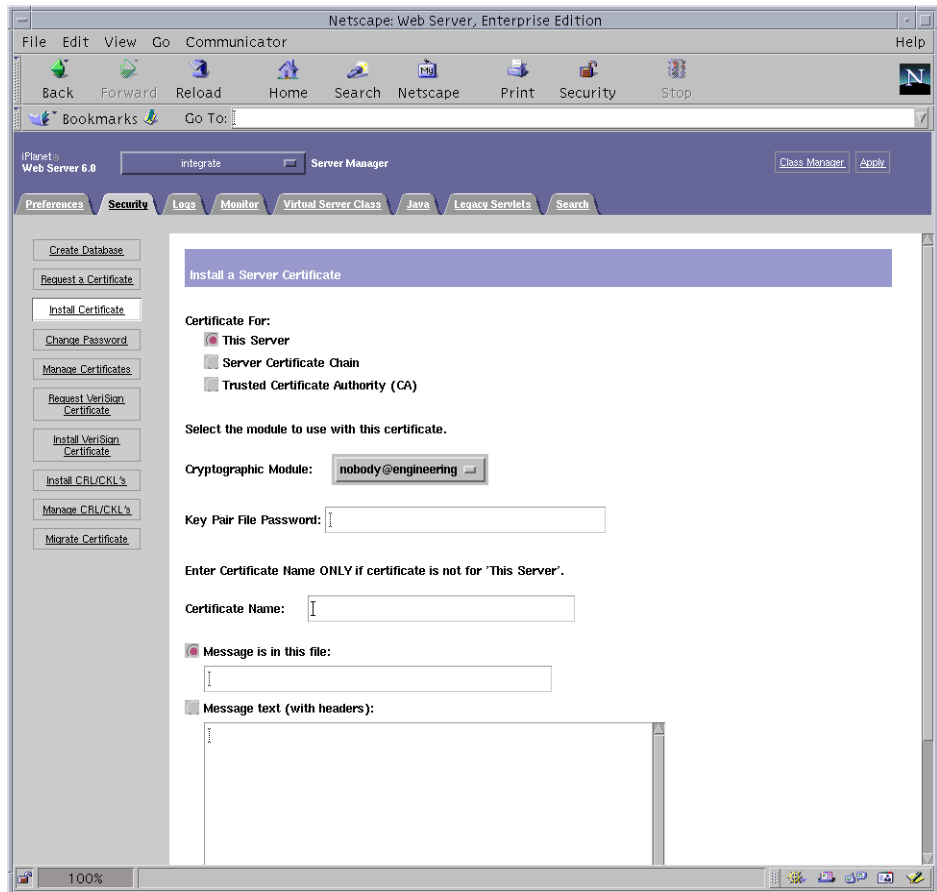 Netscape: Web Server, Enterprise Edition
File Edit View Go Communicator Help
My
N
Back Forward Reload Home Search Netscape Print Security Stop
Bookmarks Go To:
iPlanet
Web Server 6.0 integrate Server Manager Class Manager Apply
Preferences Security Logs Monitor Virtual Server Class Java Legacy Servlets Search
Create Database
Request a Certificate
Install Certificate
Change Password
Manage Certificates
Request VeriSign
Certificate
Install VeriSign
Certificate
Install CRL/CKL's
Manage CRL/CKL's
Migrate Certificate
Install a Server Certificate
Certificate For:
This Server
Server Certificate Chain
Trusted Certificate Authority (CA)
Select the module to use with this certificate.
Cryptographic Module: nobody@engineering
Key Pair File Password:
Enter Certificate Name ONLY if certificate is not for 'This Server'.
Certificate Name:
Message is in this file:
Message text (with headers):
100%